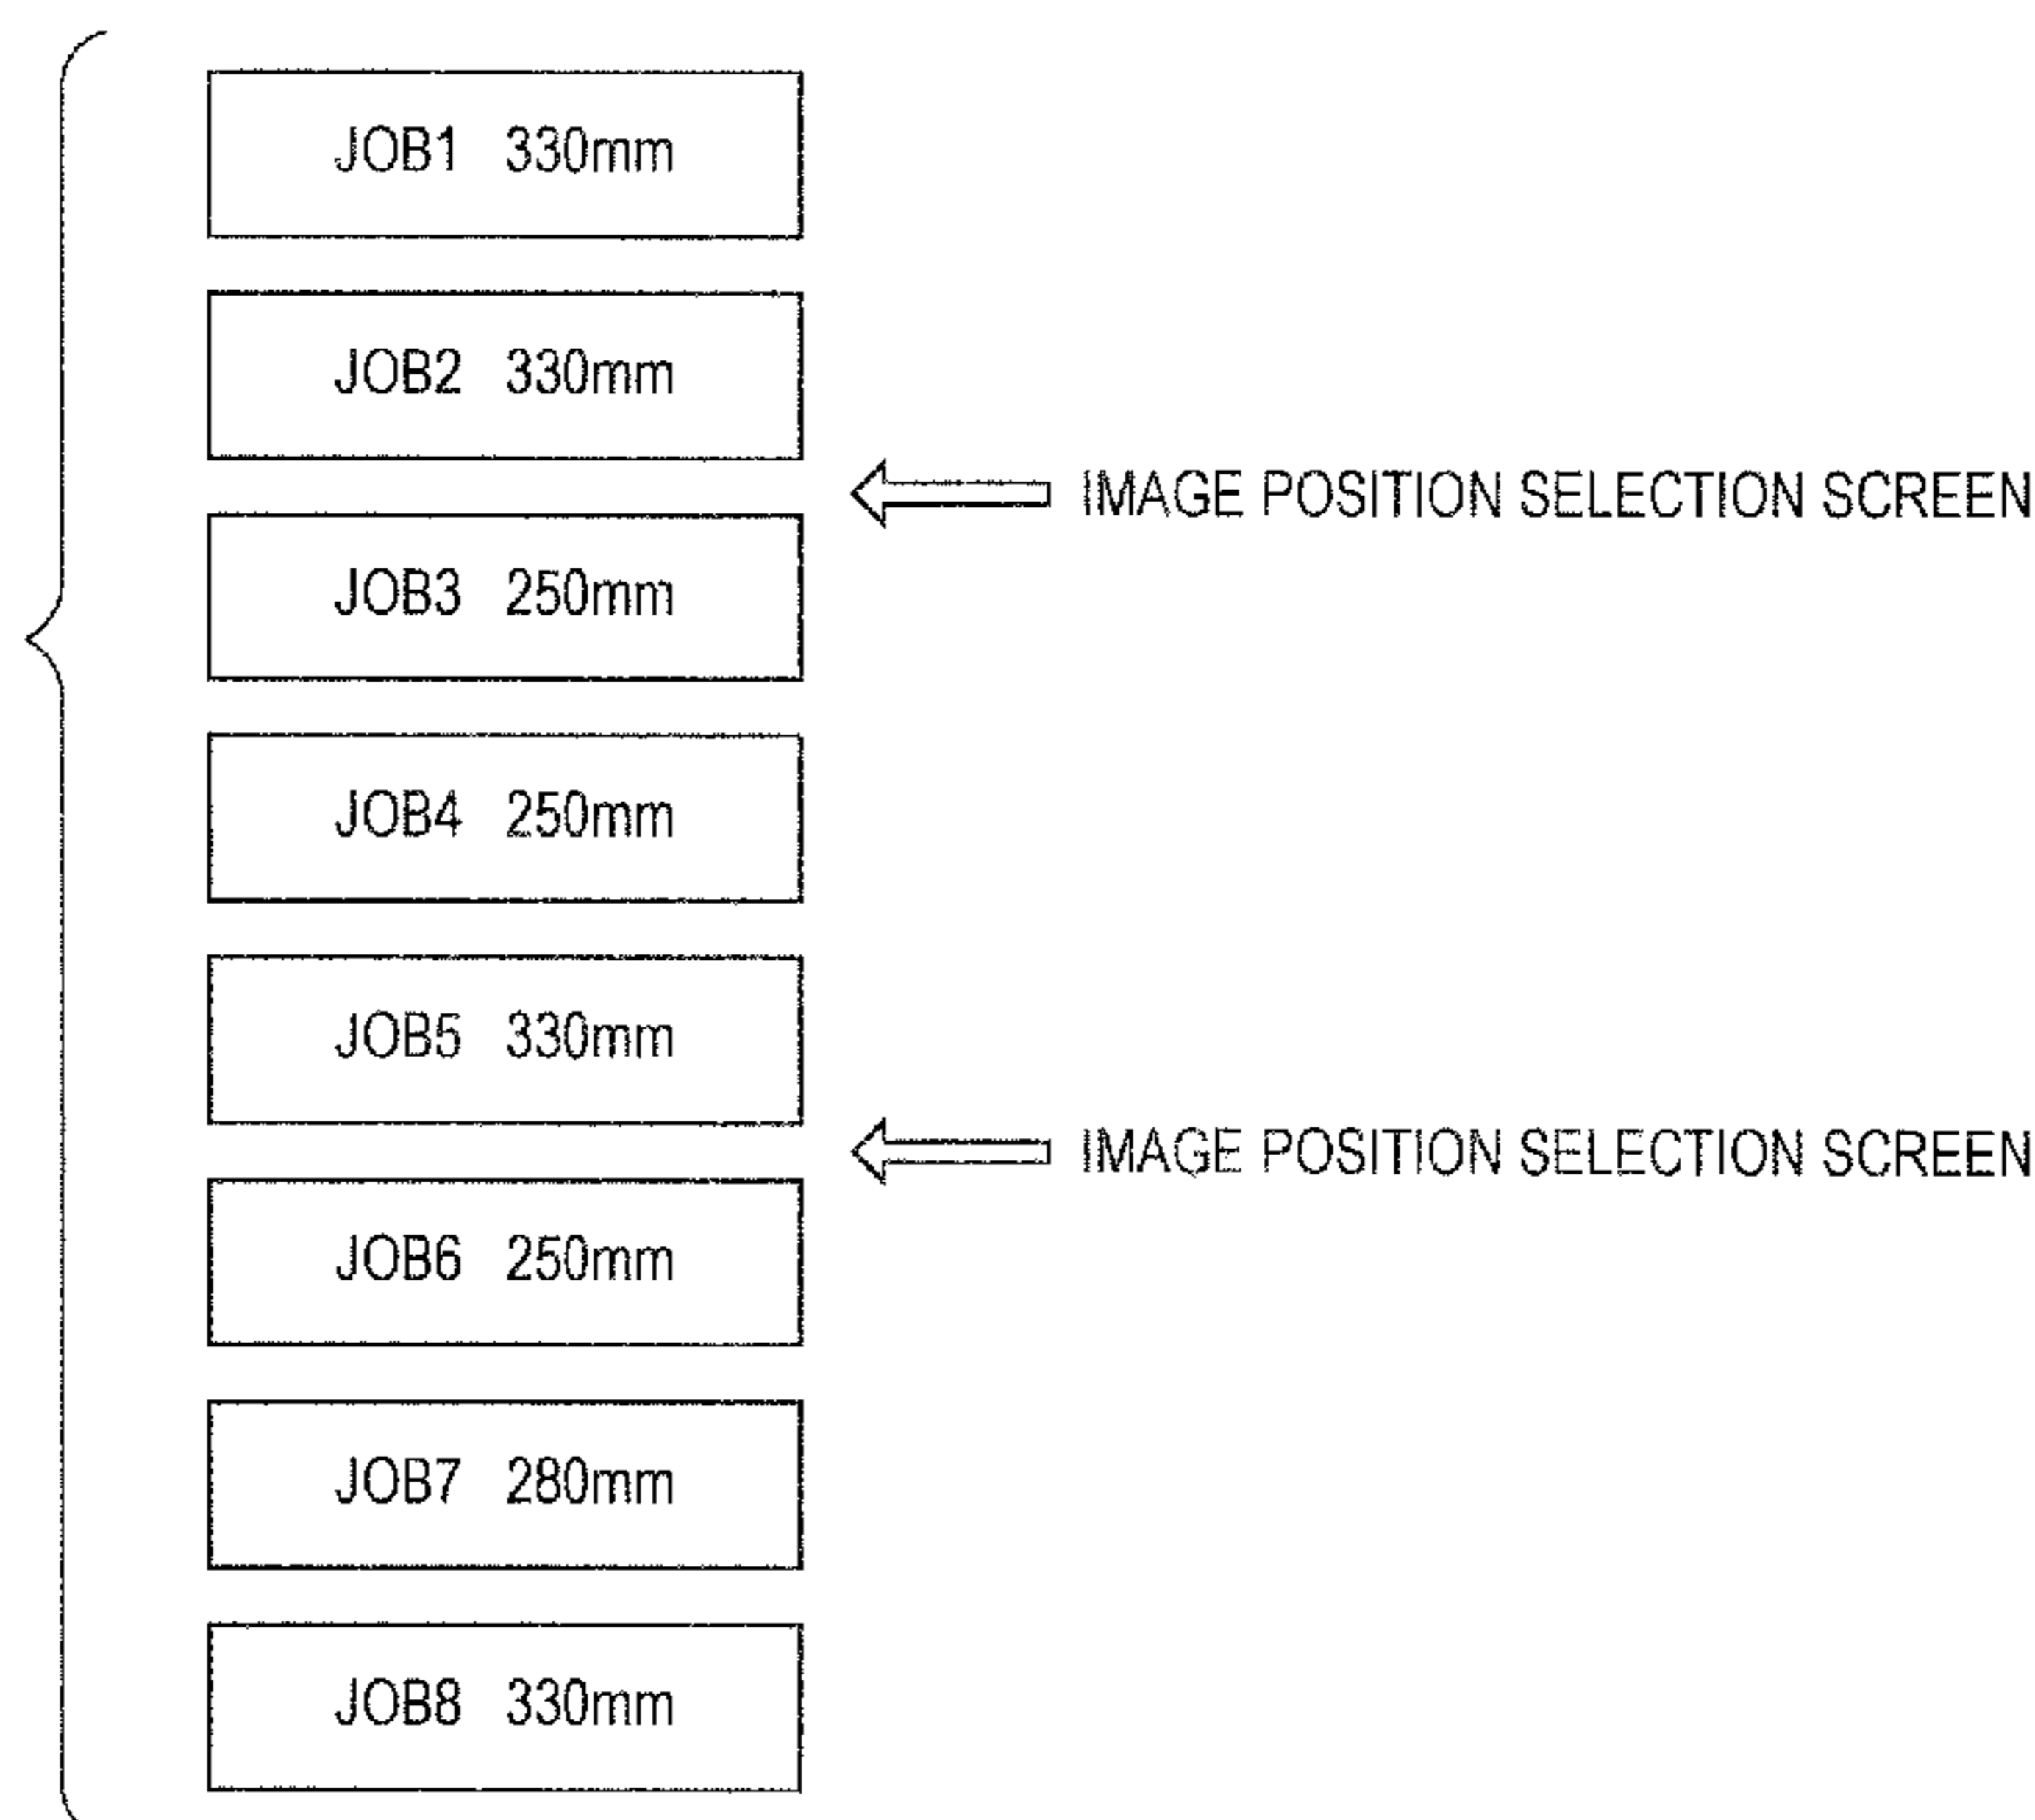 JOB1 330mm
JOB2 330mm
IMAGE POSITION SELECTION SCREEN
JOB3 250mm
JOB4 250mm
JOB5 330mm
IMAGE POSITION SELECTION SCREEN
JOB6 250mm
JOB7 280mm
JOB8 330mm